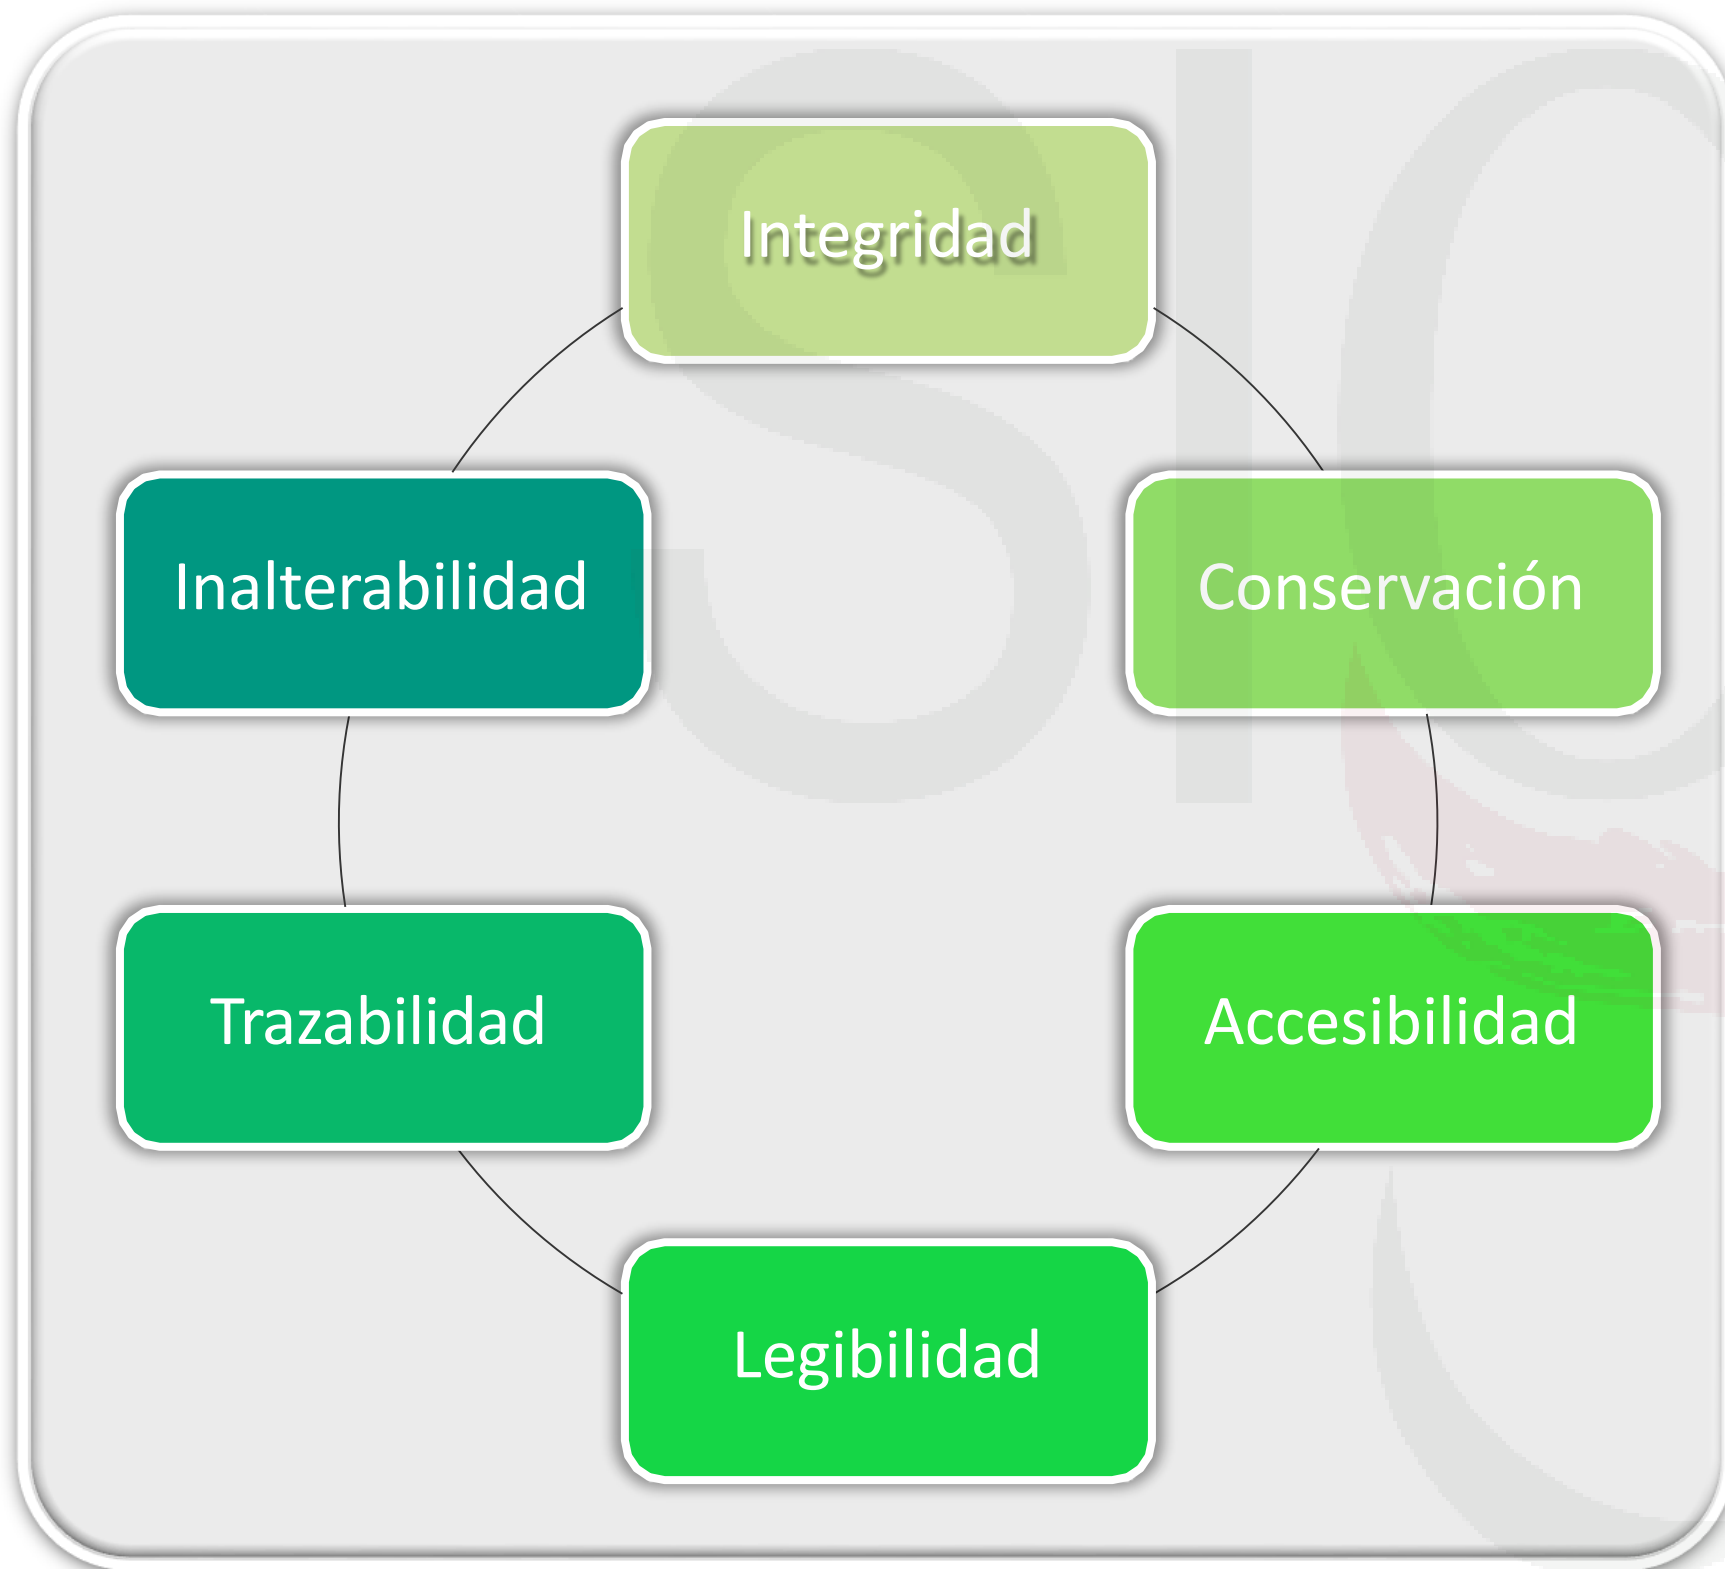 Integridad
Conservación
Accesibilidad
Legibilidad
Trazabilidad
Inalterabilidad